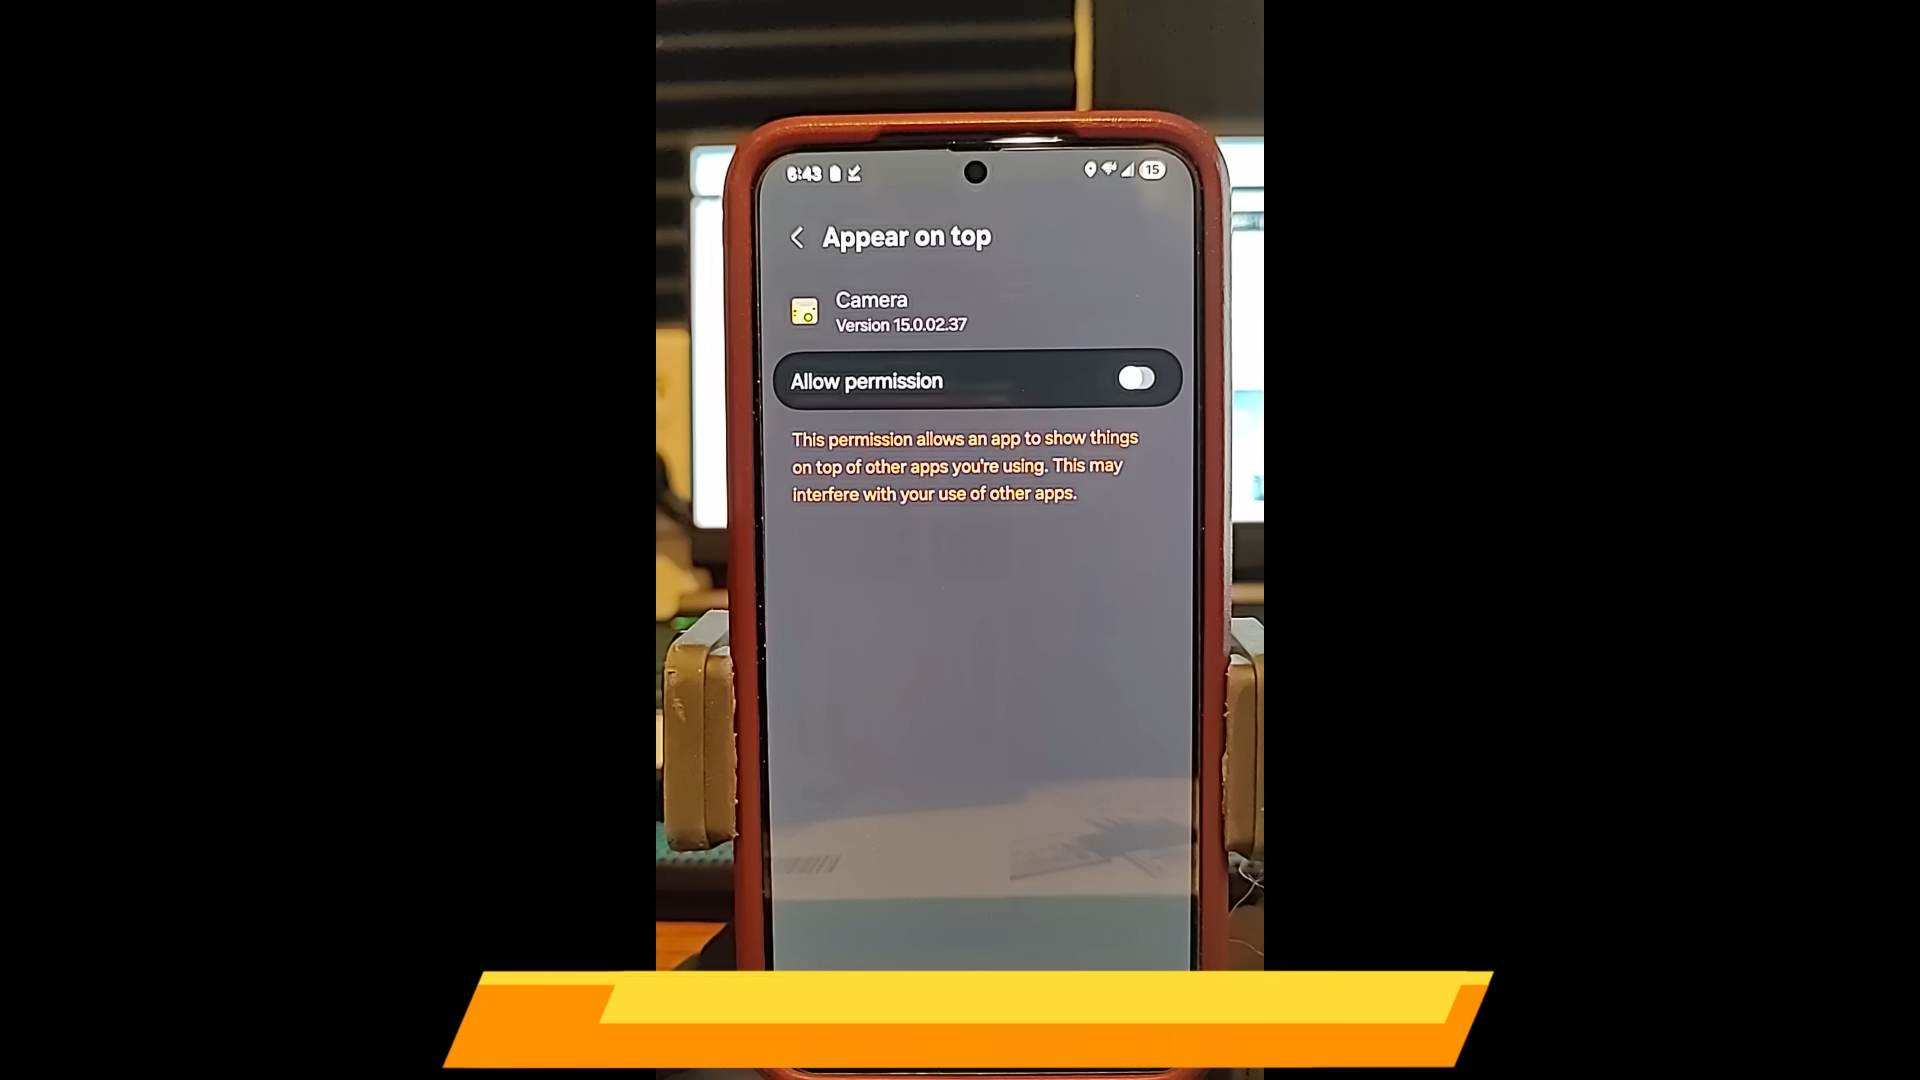 6:43
15
Appear on top
Camera
Version 15.0.02.37
Allow permission
This permission allows an app to show things
on top of other apps you're using. This may
interfere with your use of other apps.